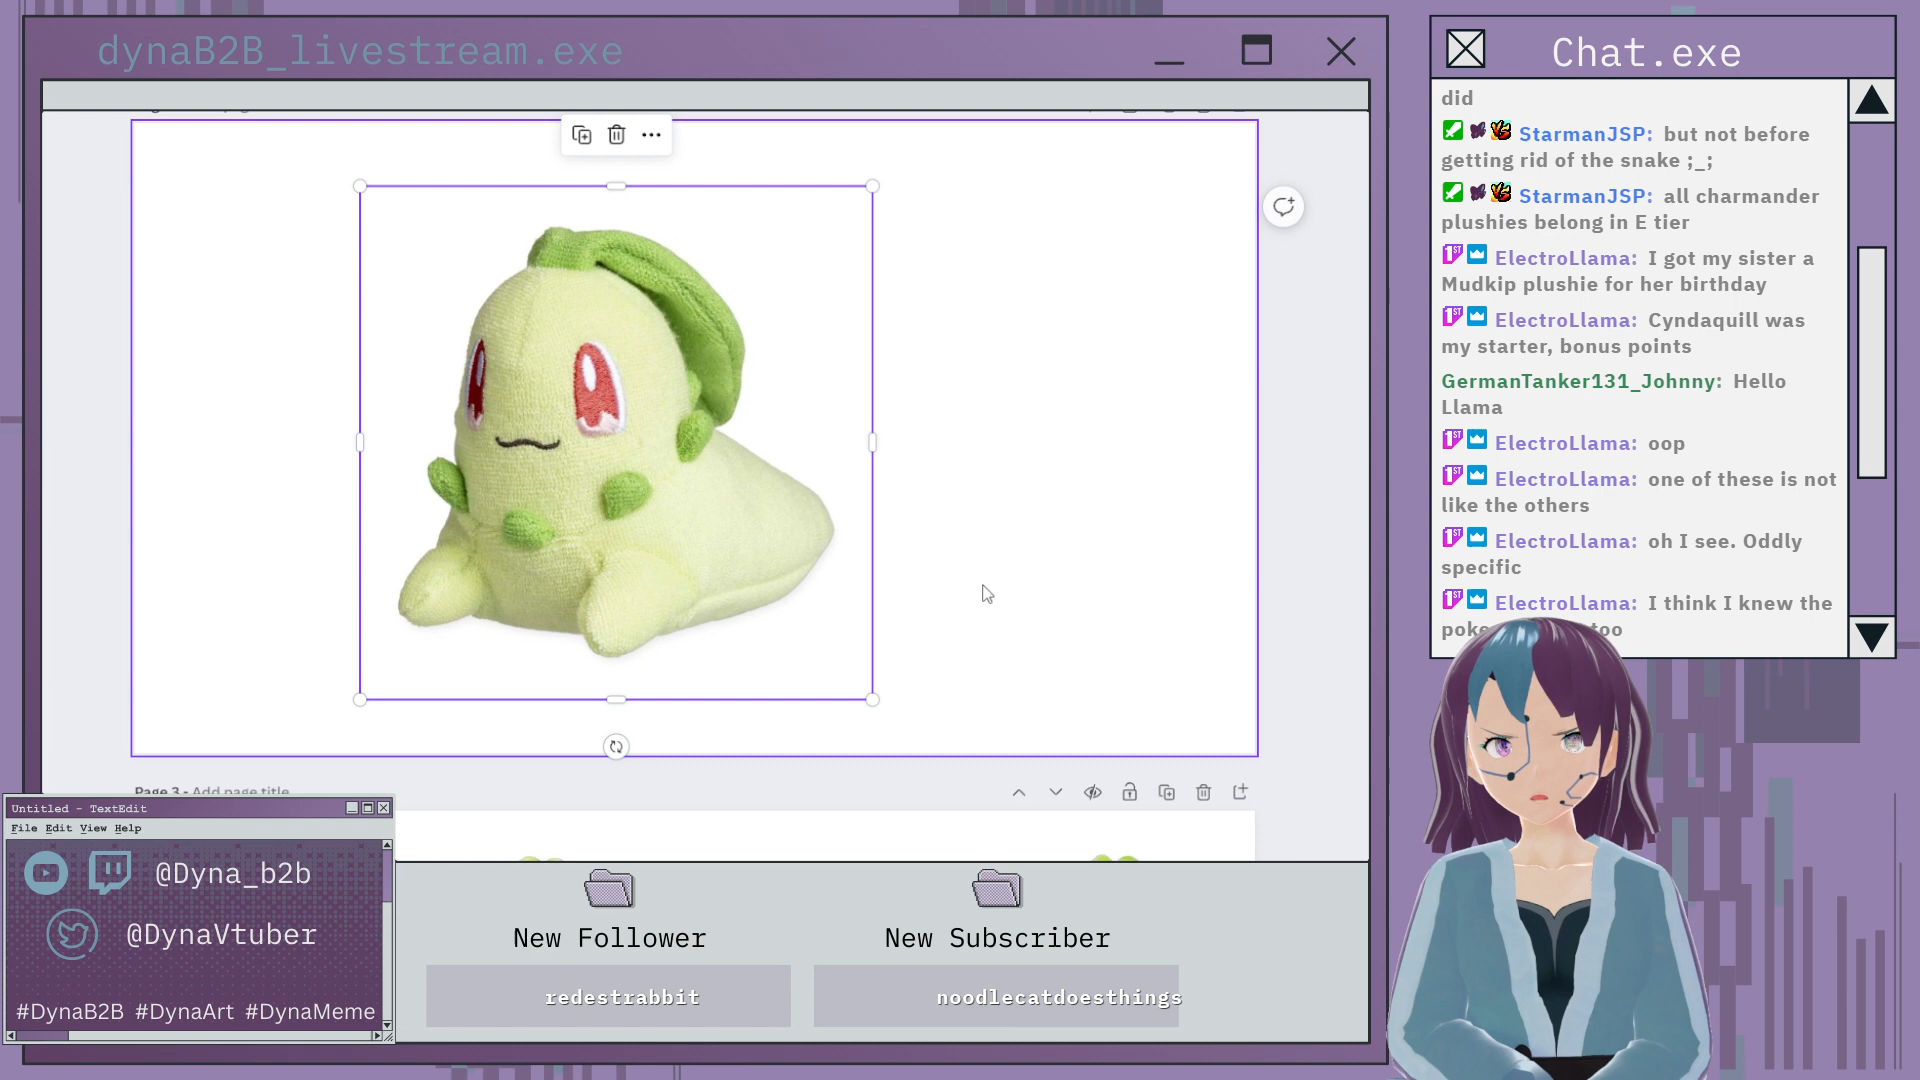 dynaB2B_livestream.exe
Chat.exe
did
StarmanJSP: but not before
getting rid of the snake ;_;
StarmanJSP: all charmander
plushies belong in E tier
ElectroLlama: I got my sister a
Mudkip plushie for her birthday
ElectroLlama: Cyndaquill was
my starter, bonus points
GermanTanker131_Johnny: Hello
Llama
ElectroLlama: oop
ElectroLlama: one of these is not
like the others
ElectroLlama: oh I see. Oddly
specific
ElectroLlama: I think I knew the
too
Page 3 - Add page title
Untitled - TextEdit
File Edit View Help
@Dyna_b2b
@DynaVtuber
#DynaB2B #DynaArt #DynaMeme
New Follower
redestrabbit
New Subscriber
noodlecatdoesthings